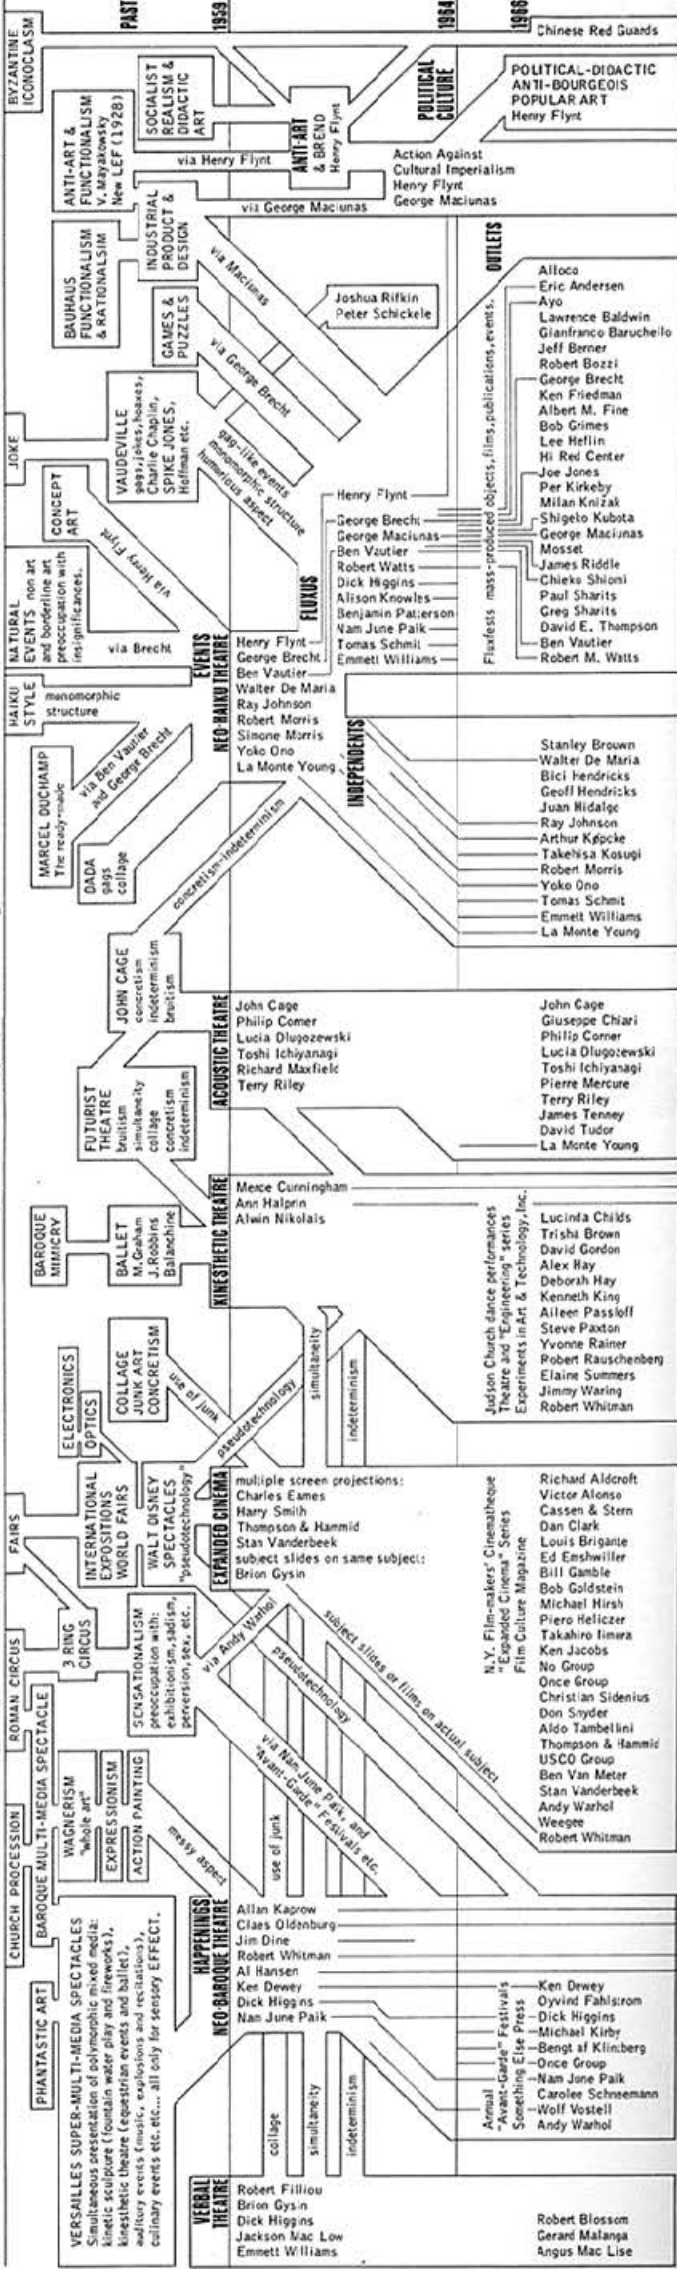 PAST
1959
1964
1966
BYZANTINE
ICONOCLASM
Chinese Red Guards
SOCIALIST
REALISM &
DIDACTIC
ART
POLITICAL
CULTURE
POLITICAL-DIDACTIC
ANTI-BOURGEOIS
POPULAR ART
Henry Flynt
ANTI-ART &
FUNCTIONALISM
V. Mayakowsky
New LEF (1928)
via Henry Flynt
ANTI-ART
& BREND
Henry Flynt
Action Against
Cultural Imperialism
Henry Flynt
George Maciunas
via George Maciunas
BAUHAUS
FUNCTIONALISM
& RATIONALSIM
INDUSTRIAL
PRODUCT &
DESIGN
via Maciunas
Joshua Rifkin
Peter Schickele
GAMES &
PUZZLES
via George Brecht
OUTLETS
Fluxfests mass-produced objects, films, publications, events.
Alloco
Eric Andersen
Ayo
Lawrence Baldwin
Gianfranco Baruchello
Jeff Berner
Robert Bozzi
George Brecht
Ken Friedman
Albert M. Fine
Bob Grimes
Lee Heflin
Hi Red Center
Joe Jones
Per Kirkeby
Milan Knižak
Shigeko Kubota
George Maciunas
Mosset
James Riddle
Chieko Shiomi
Paul Sharits
Greg Sharits
David E. Thompson
Ben Vautier
Robert M. Watts
JOKE
VAUDEVILLE
gags, jokes, hoaxes,
Charlie Chaplin,
SPIKE JONES,
Hoffman etc.
gag-like events
monomorphic structure
humorous aspect
CONCEPT
ART
via Henry Flynt
FLUXUS
Henry Flynt
George Brecht
George Maciunas
Ben Vautier
Robert Watts
Dick Higgins
Alison Knowles
Benjamin Patterson
Nam June Paik
Tomas Schmit
Emmett Williams
NATURAL
EVENTS non art
and borderline art
preoccupation with
insignificances.
via Brecht
EVENTS
NEO-HAIKU THEATRE
Henry Flynt
George Brecht
Ben Vautier
Walter De Maria
Ray Johnson
Robert Morris
Simone Morris
Yoko Ono
La Monte Young
HAIKU
STYLE
monomorphic
structure
MARCEL DUCHAMP
The ready-made
via Ben Vautier
and George Brecht
DADA
gags
collage
INDEPENDENTS
Stanley Brown
Walter De Maria
Bici Hendricks
Geoff Hendricks
Juan Hidalgo
Ray Johnson
Arthur Køpcke
Takehisa Kosugi
Robert Morris
Yoko Ono
Tomas Schmit
Emmett Williams
La Monte Young
concretism-indeterminism
JOHN CAGE
concretism
indeterminism
bruitism
ACOUSTIC THEATRE
John Cage
Philip Corner
Lucia Dlugozewski
Toshi Ichiyanagi
Richard Maxfield
Terry Riley
John Cage
Giuseppe Chiari
Philip Corner
Lucia Dlugozewski
Toshi Ichiyanagi
Pierre Mercure
Terry Riley
James Tenney
David Tudor
La Monte Young
FUTURIST
THEATRE
bruitism
simultaneity
collage
concretism
indeterminism
BAROQUE
MIMICRY
BALLET
M. Graham
J. Robbins
Balanchine
KINESTHETIC THEATRE
Merce Cunningham
Ann Halprin
Alwin Nikolais
Judson Church dance performances
Theatre and "Engineering" series
Experiments in Art & Technology, Inc.
Lucinda Childs
Trisha Brown
David Gordon
Alex Hay
Deborah Hay
Kenneth King
Aileen Passloff
Steve Paxton
Yvonne Rainer
Robert Rauschenberg
Elaine Summers
Jimmy Waring
Robert Whitman
ELECTRONICS
OPTICS
COLLAGE
JUNK ART
CONCRETISM
use of junk
pseudotechnology
simultaneity
indeterminism
FAIRS
INTERNATIONAL
EXPOSITIONS
WORLD FAIRS
WALT DISNEY
SPECTACLES
"pseudotechnology"
EXPANDED CINEMA
multiple screen projections:
Charles Eames
Harry Smith
Thompson & Hammid
Stan Vanderbeek
subject slides on same subject:
Brion Gysin
N.Y. Film-makers' Cinematheque
"Expanded Cinema" Series
Film Culture Magazine
Richard Aldcroft
Victor Alonso
Cassen & Stern
Dan Clark
Louis Brigante
Ed Emshwiller
Bill Gamble
Bob Goldstein
Michael Hirsh
Piero Heliczer
Takahiro Iimura
Ken Jacobs
No Group
Once Group
Christian Sidenius
Don Snyder
Aldo Tambellini
Thompson & Hammid
USCO Group
Ben Van Meter
Stan Vanderbeek
Andy Warhol
Weegee
Robert Whitman
ROMAN CIRCUS
3 RING
CIRCUS
SENSATIONALISM
preoccupation with:
exhibitionism, sadism,
perversion, sex, etc.
via Andy Warhol
subject slides or films on actual subject
pseudotechnology
via Nam June Paik, and
"Avant-Garde" Festivals etc.
use of junk
CHURCH PROCESSION
BAROQUE MULTI-MEDIA SPECTACLE
WAGNERISM
"whole art"
EXPRESSIONISM
ACTION PAINTING
messy aspect
PHANTASTIC ART
VERSAILLES SUPER-MULTI-MEDIA SPECTACLES
Simultaneous presentation of polymorphic mixed media:
kinetic sculpture (fountain water play and fireworks),
kinesthetic theatre (equestrian events and ballet),
auditory events (music, explosions and recitations),
culinary events etc. etc... all only for sensory EFFECT.
HAPPENINGS
NEO-BAROQUE THEATRE
Allan Kaprow
Claes Oldenburg
Jim Dine
Robert Whitman
Al Hansen
Ken Dewey
Dick Higgins
Nam June Paik
Annual
"Avant-Garde" Festivals
Something Else Press
Ken Dewey
Oyvind Fahlstrom
Dick Higgins
Michael Kirby
Bengt af Klintberg
Once Group
Nam June Paik
Carolee Schneemann
Wolf Vostell
Andy Warhol
collage
simultaneity
indeterminism
VERBAL
THEATRE
Robert Filliou
Brion Gysin
Dick Higgins
Jackson Mac Low
Emmett Williams
Robert Blossom
Gerard Malanga
Angus Mac Lise